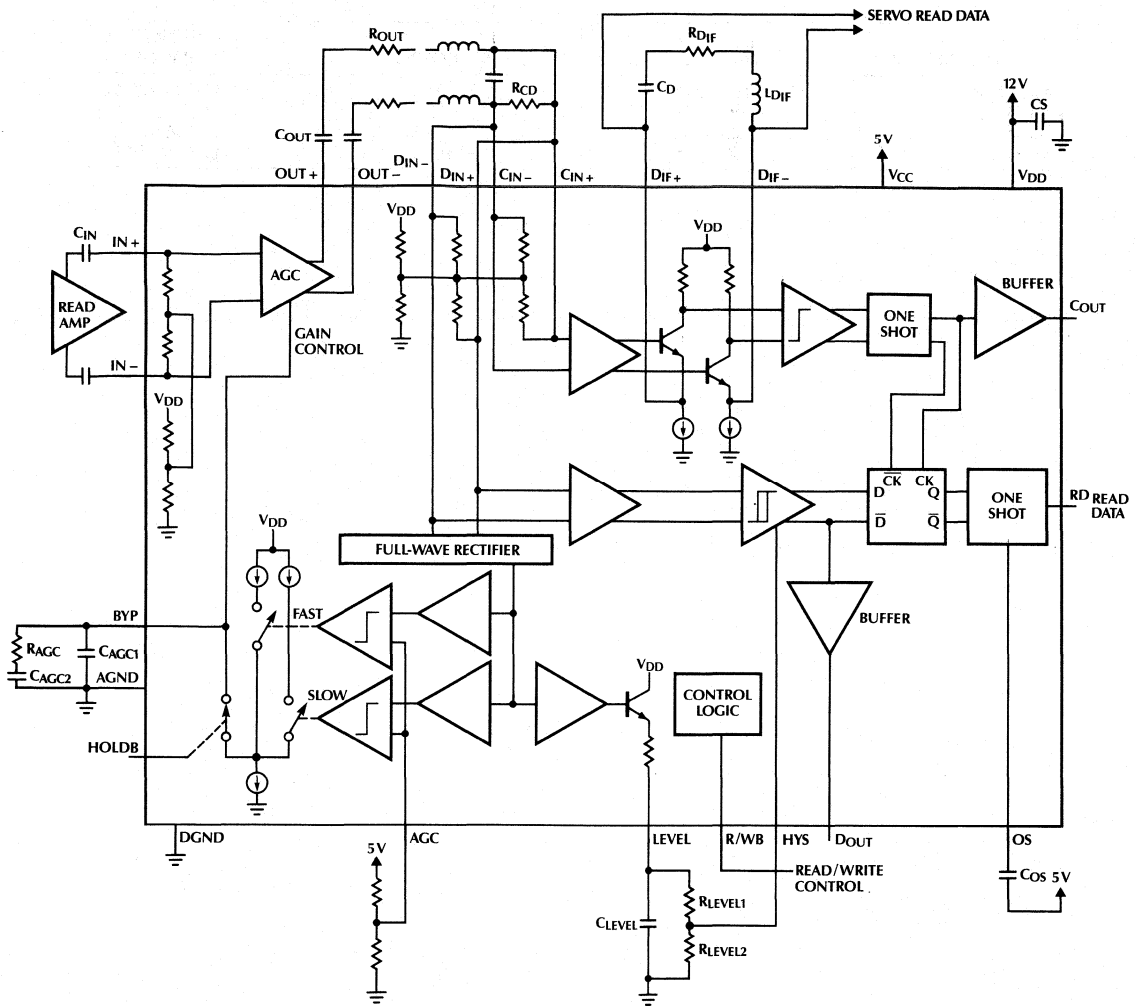 SERVO READ DATA
ROUT
RDIF
CD
LDIF
RCD
12V
CS
5V
COUT
OUT+
OUT−
DIN−
DIN+
CIN−
CIN+
DIF+
DIF−
VCC
VDD
CIN
IN+
READ
AMP
IN−
AGC
GAIN
CONTROL
VDD
VDD
VDD
ONE
SHOT
BUFFER
COUT
D
CK
CK
Q
D
Q
ONE
SHOT
RD READ
DATA
FULL-WAVE RECTIFIER
VDD
FAST
SLOW
BUFFER
BYP
RAGC
CAGC1
CAGC2
AGND
HOLDB
VDD
CONTROL
LOGIC
DGND
AGC
LEVEL
R/WB
HYS
DOUT
OS
5V
READ/WRITE
CONTROL
COS 5V
CLEVEL
RLEVEL1
RLEVEL2